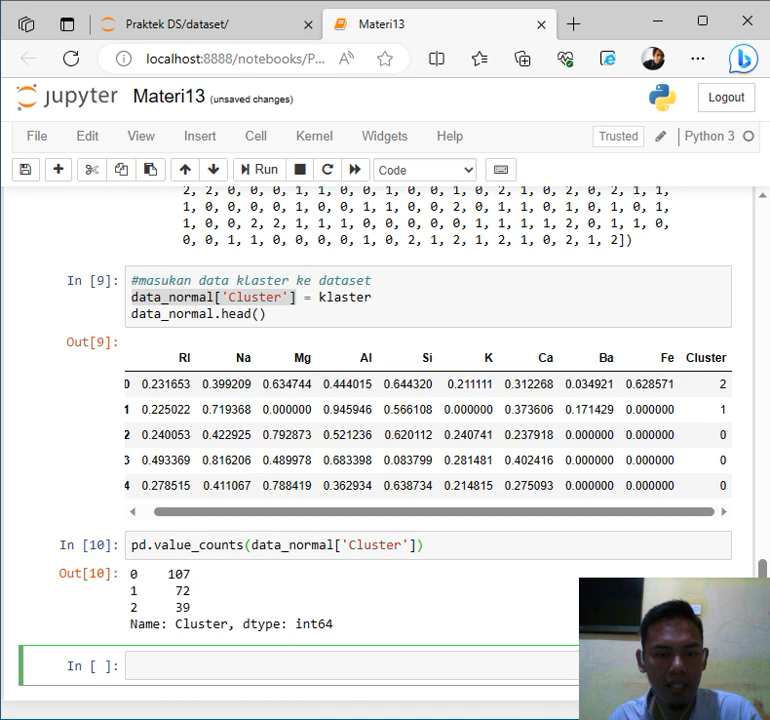 Praktek DS/dataset/
Materi13
localhost:8888/notebooks/P...
jupyter Materi13 (unsaved changes)
Logout
File Edit View Insert Cell Kernel Widgets Help
Trusted Python 3
Run Code
2, 2, 0, 0, 0, 1, 1, 0, 0, 1, 0, 0, 1, 0, 2, 1, 0, 2, 0, 2, 1, 1,
1, 0, 0, 0, 0, 1, 0, 1, 1, 0, 0, 2, 0, 1, 1, 0, 1, 0, 1, 0, 1,
1, 0, 0, 2, 2, 1, 1, 1, 0, 0, 0, 0, 0, 1, 1, 1, 1, 2, 0, 1, 1, 0,
0, 0, 1, 1, 0, 0, 0, 0, 1, 0, 2, 1, 2, 1, 2, 1, 0, 2, 1, 2])
In [9]: #masukan data klaster ke dataset
data_normal['Cluster'] = klaster
data_normal.head()
Out[9]:
RI Na Mg Al Si K Ca Ba Fe Cluster
0 0.231653 0.399209 0.634744 0.444015 0.644320 0.211111 0.312268 0.034921 0.628571 2
1 0.225022 0.719368 0.000000 0.945946 0.566108 0.000000 0.373606 0.171429 0.000000 1
2 0.240053 0.422925 0.792873 0.521236 0.620112 0.240741 0.237918 0.000000 0.000000 0
3 0.493369 0.816206 0.489978 0.683398 0.083799 0.281481 0.402416 0.000000 0.000000 0
4 0.278515 0.411067 0.788419 0.362934 0.638734 0.214815 0.275093 0.000000 0.000000 0
In [10]: pd.value_counts(data_normal['Cluster'])
Out[10]: 0 107
1 72
2 39
Name: Cluster, dtype: int64
In [ ]: